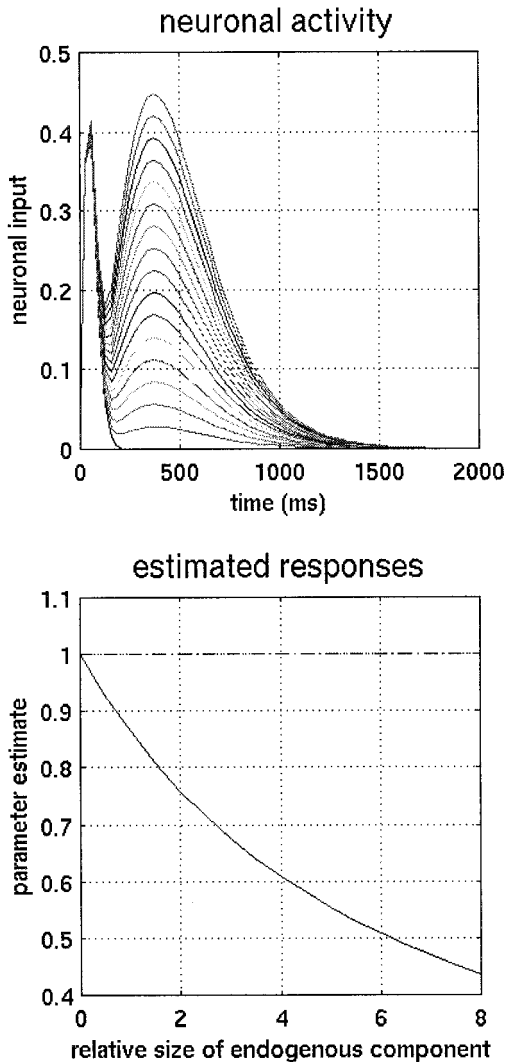 neuronal activity
0.5
0.4
0.3
0.2
0.1
0
neuronal input
0 500 1000 1500 2000
time (ms)
estimated responses
1.1
1
0.9
0.8
0.7
0.6
0.5
0.4
parameter estimate
0 2 4 6 8
relative size of endogenous component